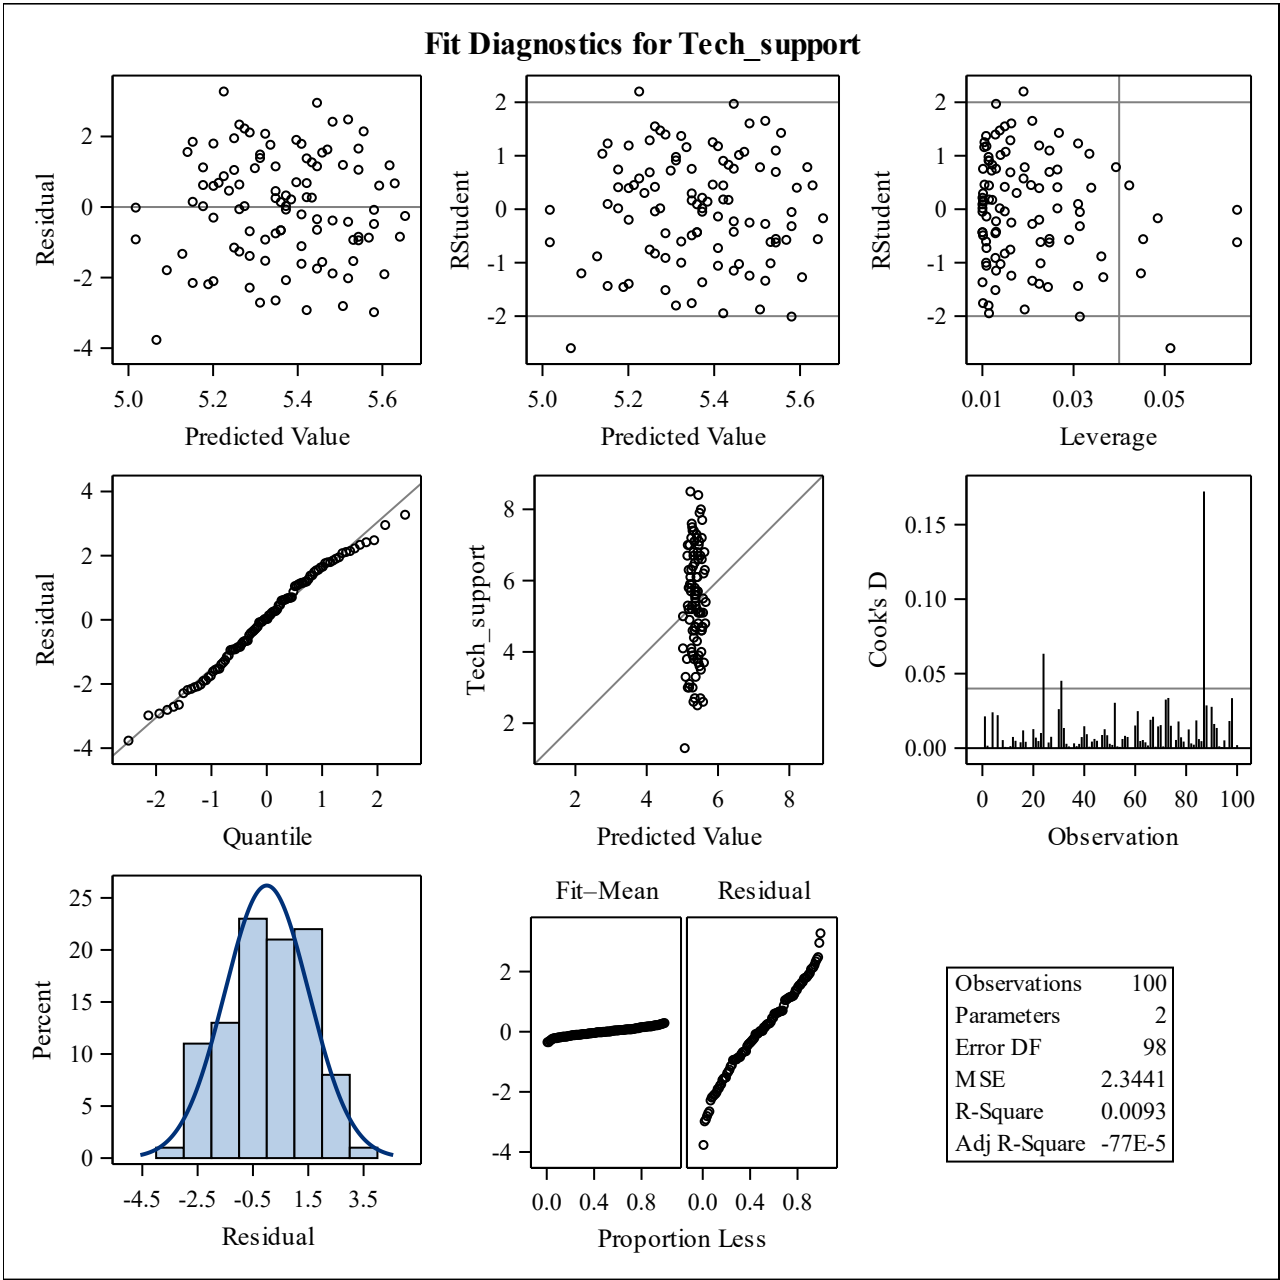 Fit Diagnostics for Tech_support
2
0
-2
-4
Residual
5.0 5.2 5.4 5.6
Predicted Value
2
1
0
-1
-2
RStudent
5.0 5.2 5.4 5.6
Predicted Value
2
1
0
-1
-2
RStudent
0.01 0.03 0.05
Leverage
4
2
0
-2
-4
Residual
-2 -1 0 1 2
Quantile
8
6
4
2
Tech_support
2 4 6 8
Predicted Value
0.15
0.10
0.05
0.00
Cook's D
0 20 40 60 80 100
Observation
25
20
15
10
5
0
Percent
-4.5 -2.5 -0.5 1.5 3.5
Residual
Fit–Mean Residual
2
0
-2
-4
0.0 0.4 0.8 0.0 0.4 0.8
Proportion Less
Observations 100
Parameters 2
Error DF 98
MSE 2.3441
R-Square 0.0093
Adj R-Square -77E-5